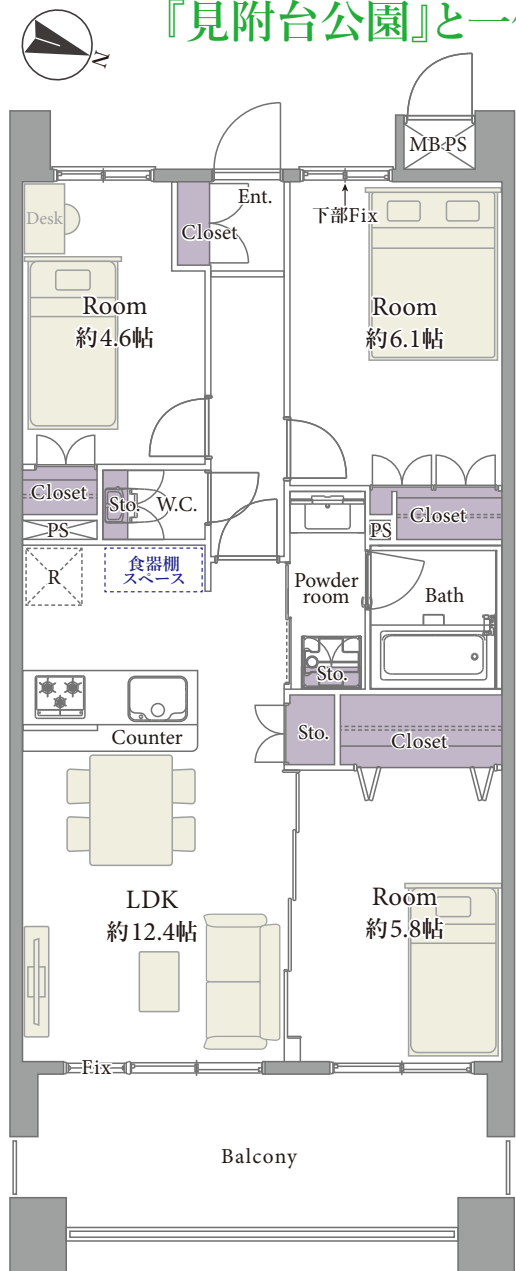 『見附台公園』と一
N
MB・PS
Ent.
Desk
Closet
下部Fix
Room
約4.6帖
Room
約6.1帖
Closet
Sto.
W.C.
PS
PS
Closet
R
食器棚
スペース
Powder
room
Bath
Sto.
Counter
Sto.
Closet
LDK
約12.4帖
Room
約5.8帖
Fix
Balcony